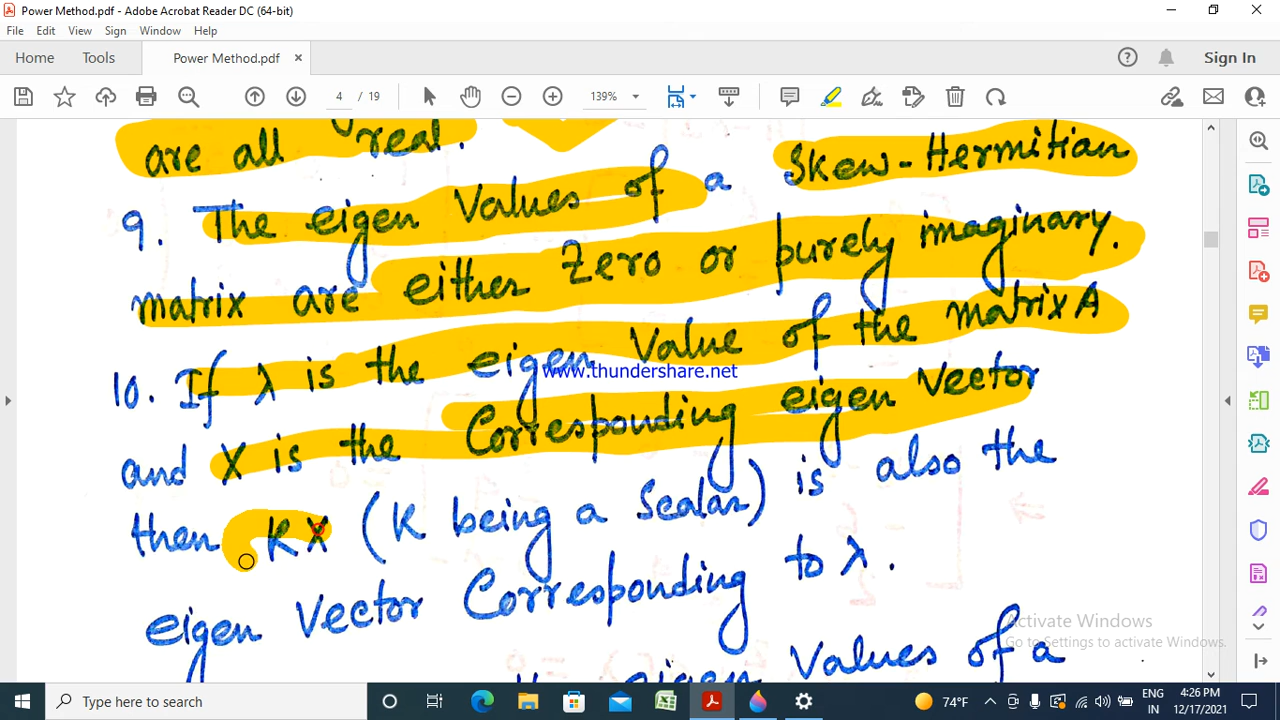 Power Method.pdf - Adobe Acrobat Reader DC (64-bit)
File Edit View Sign Window Help
Home Tools Power Method.pdf × Sign In
4 / 19 139%
are all real.
9. The eigen Values of a Skew-Hermitian
matrix are either Zero or purely imaginary.
10. If λ is the eigen Value of the matrix A
www.thundershare.net
and X is the Corresponding eigen Vector
then KX (K being a Scalar) is also the
eigen Vector Corresponding to λ.
eigen Values of a
Activate Windows
Go to Settings to activate Windows.
Type here to search
74°F
ENG
IN
4:26 PM
12/17/2021